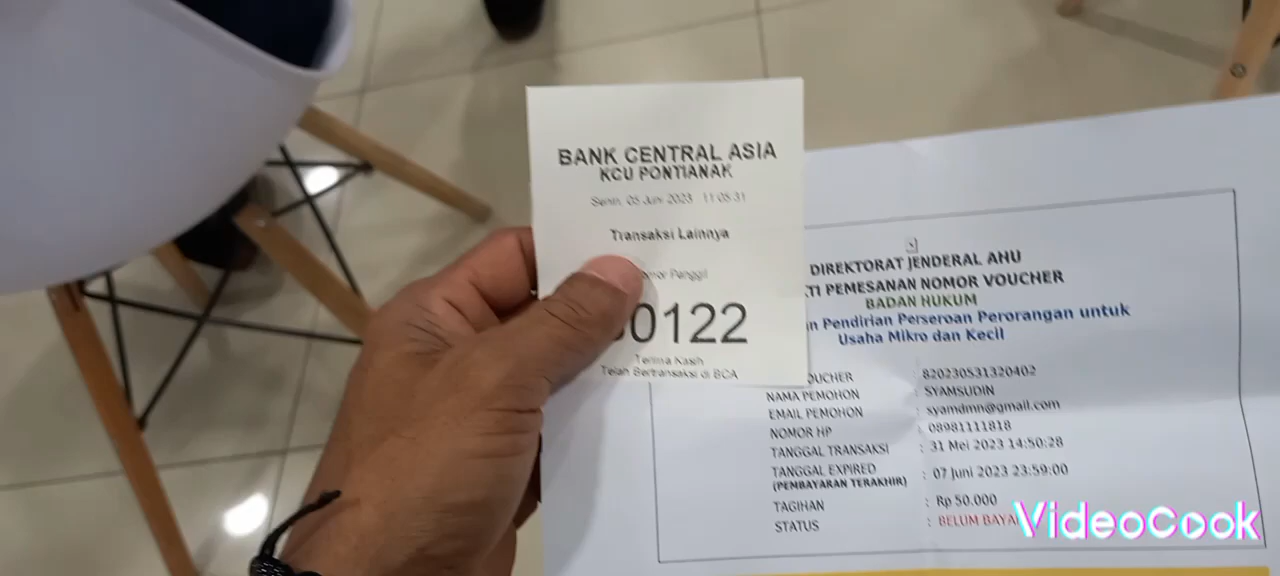 BANK CENTRAL ASIA
KCU PONTIANAK
Senin, 05 Juni 2023 11:05:31
Transaksi Lainnya
Panggil
0122
Terima Kasih
Telah Bertransaksi di BCA
DIREKTORAT JENDERAL AHU
PEMESANAN NOMOR VOUCHER
BADAN HUKUM
Pendirian Perseroan Perorangan untuk
Usaha Mikro dan Kecil
VOUCHER : 820230531320402
NAMA PEMOHON : SYAMSUDIN
EMAIL PEMOHON : syamdmn@gmail.com
NOMOR HP : 08981111818
TANGGAL TRANSAKSI : 31 Mei 2023 14:50:28
TANGGAL EXPIRED : 07 Juni 2023 23:59:00
(PEMBAYARAN TERAKHIR)
TAGIHAN : Rp 50.000
STATUS : BELUM BAYA
VideoCook